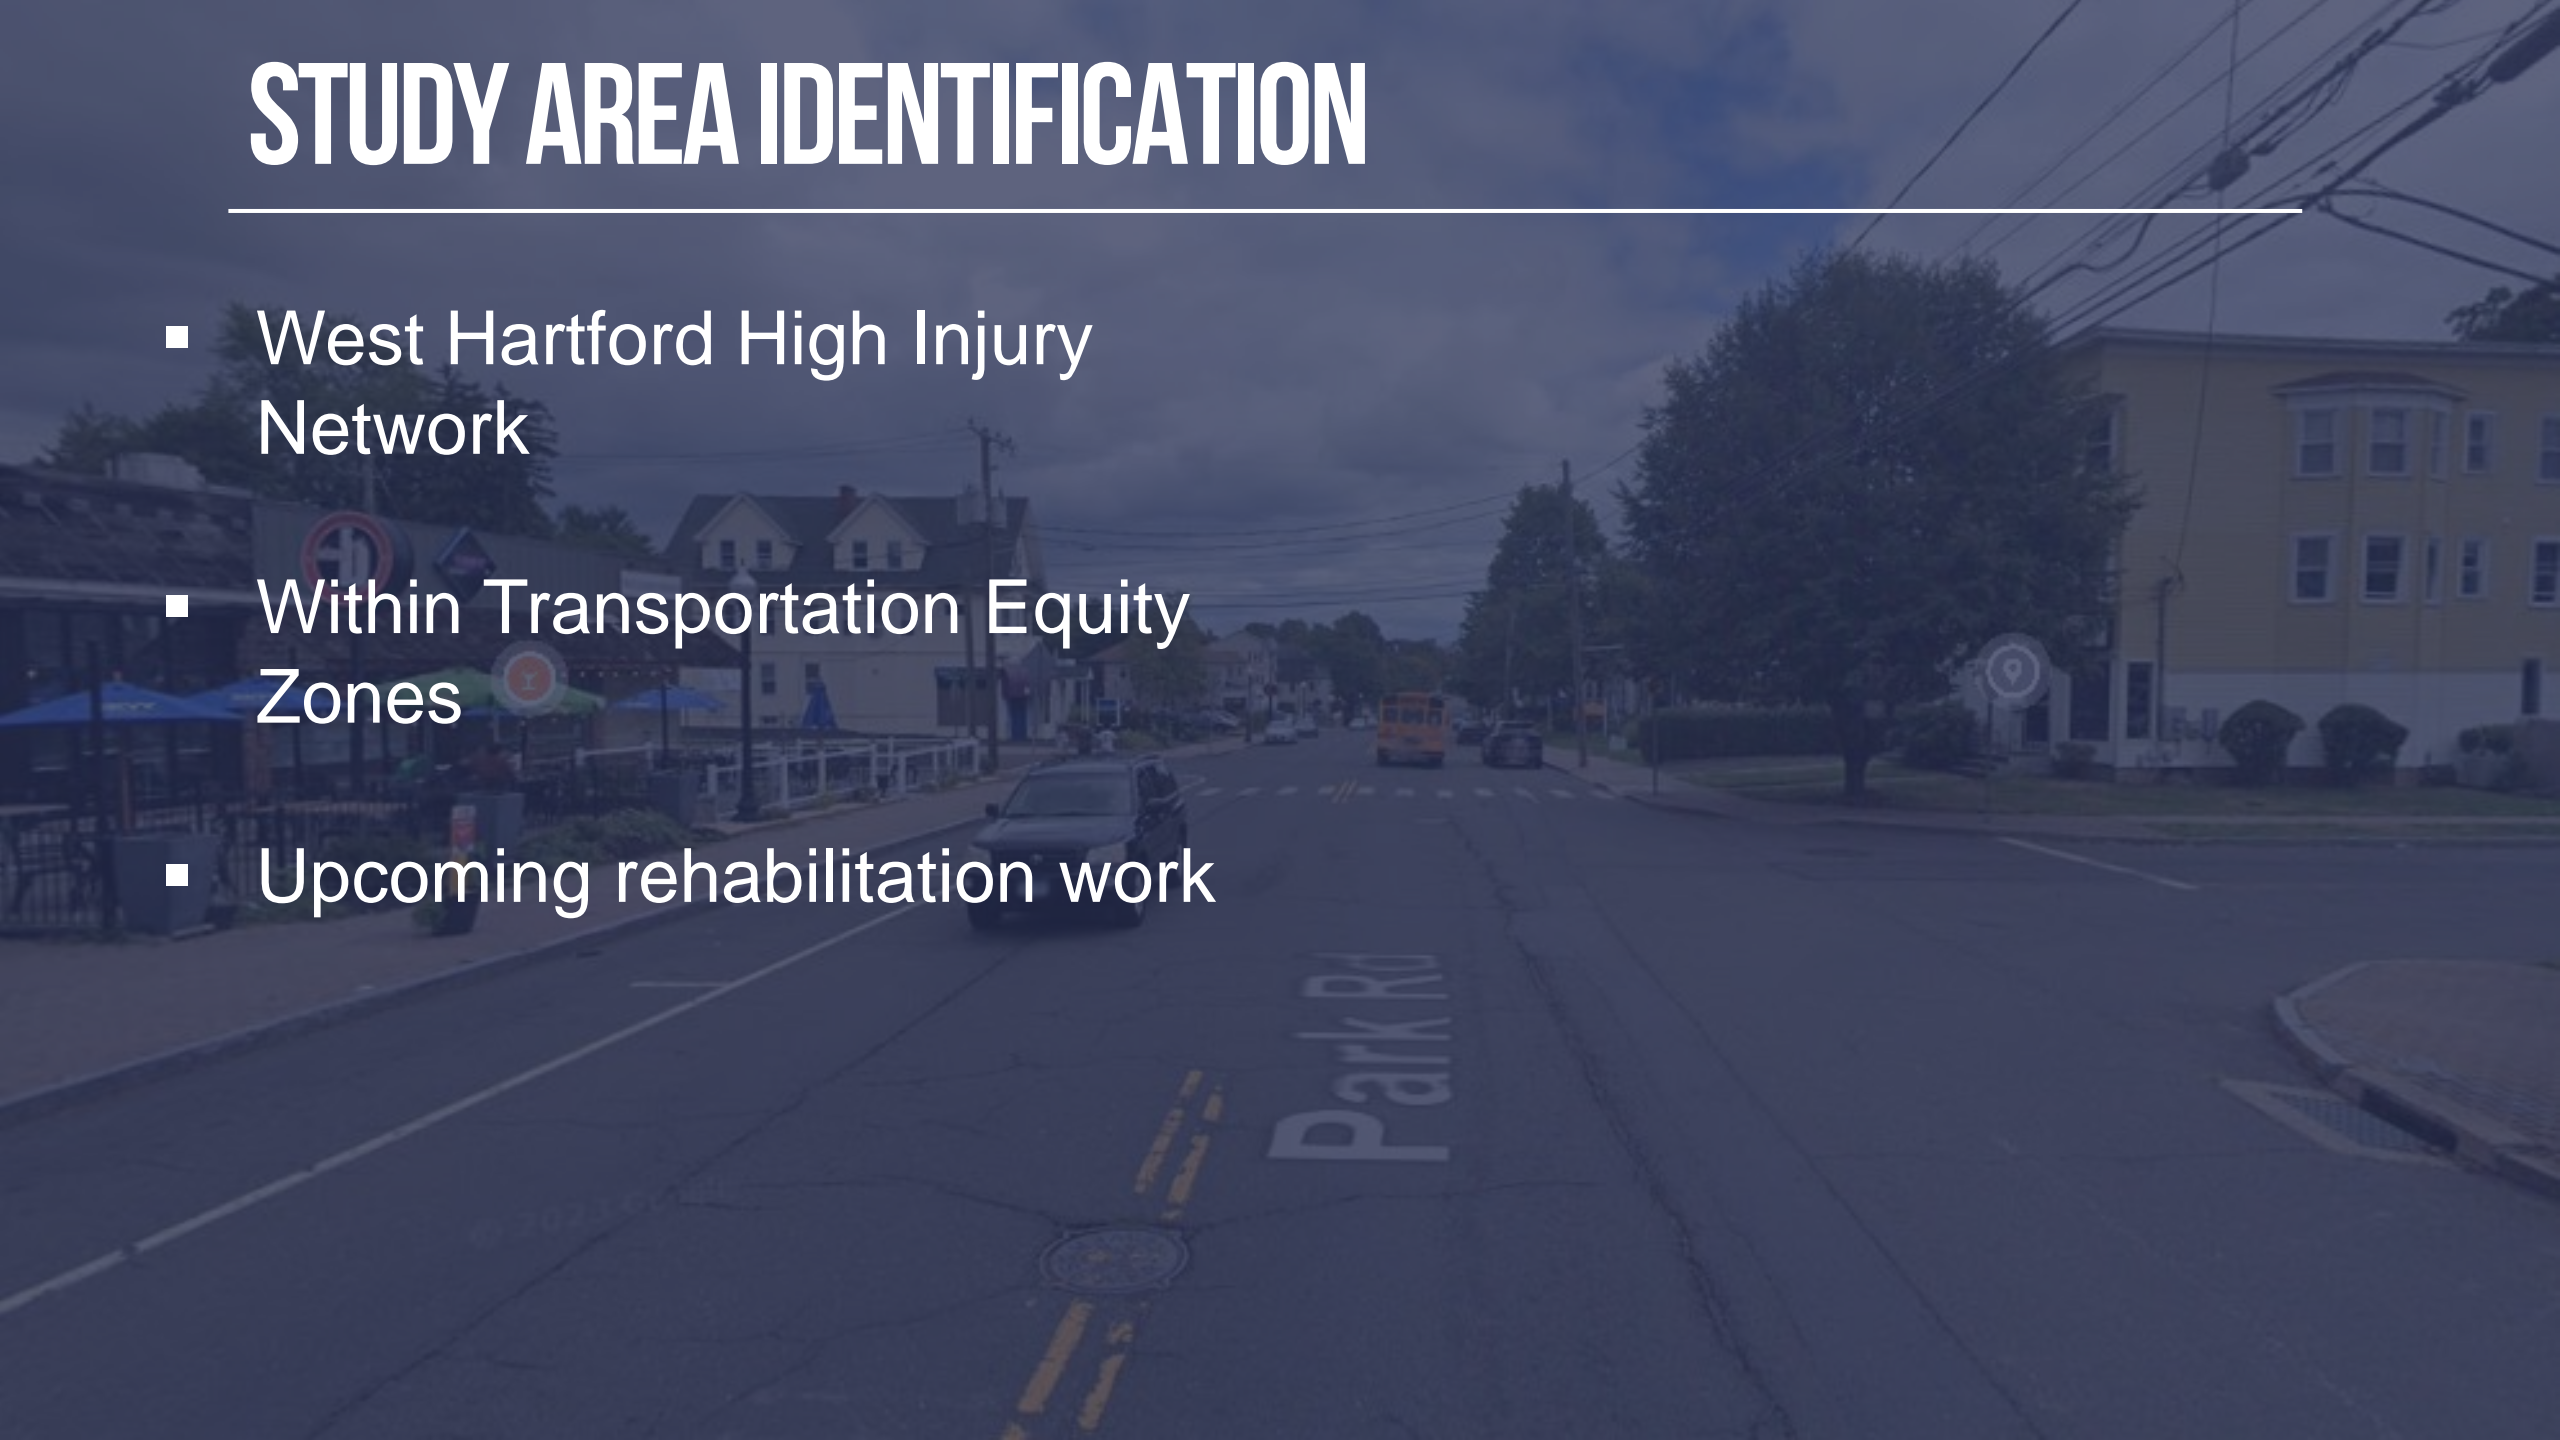 STUDY AREA IDENTIFICATION
▪ West Hartford High Injury
Network
▪ Within Transportation Equity
Zones
▪ Upcoming rehabilitation work
Park Rd